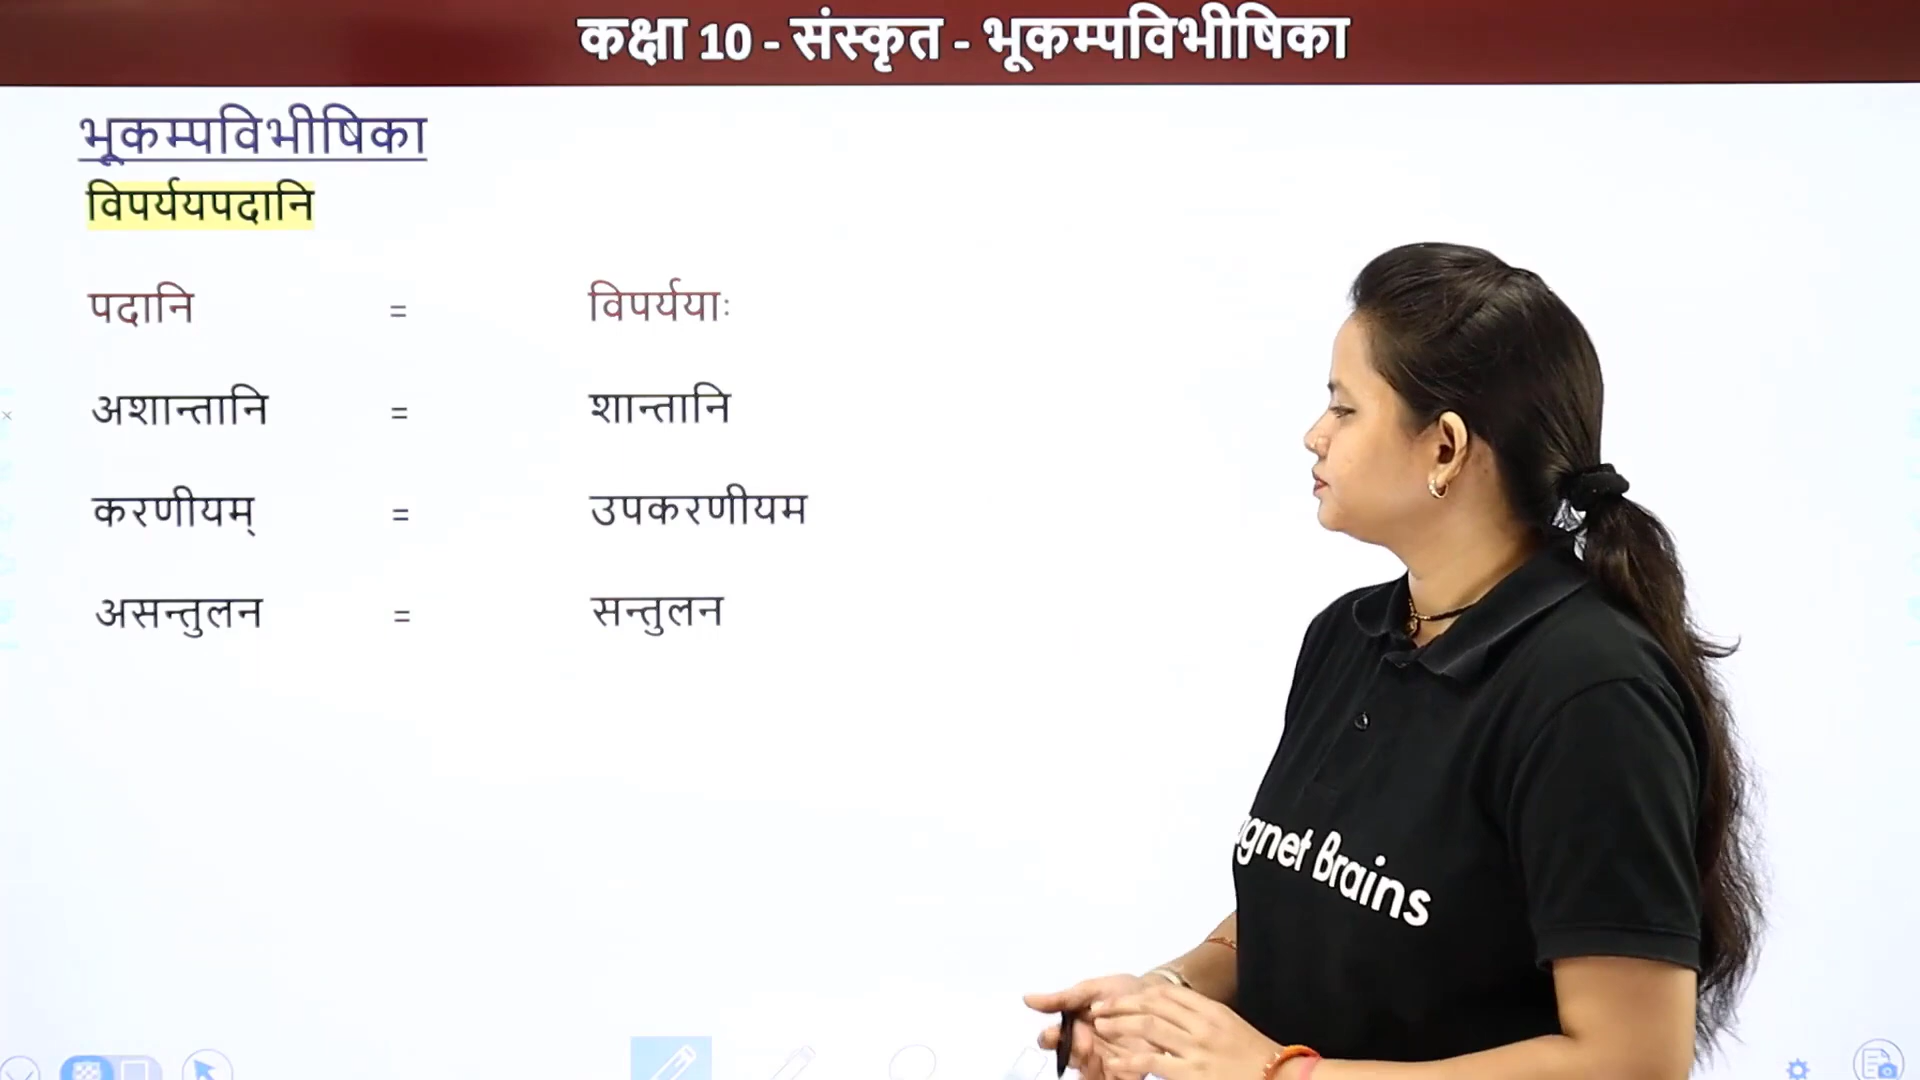 कक्षा 10 - संस्कृत - भूकम्पविभीषिका
भूकम्पविभीषिका
विपर्ययपदानि
पदानि = विपर्ययाः
अशान्तानि = शान्तानि
करणीयम् = उपकरणीयम
असन्तुलन = सन्तुलन
gnet Brains